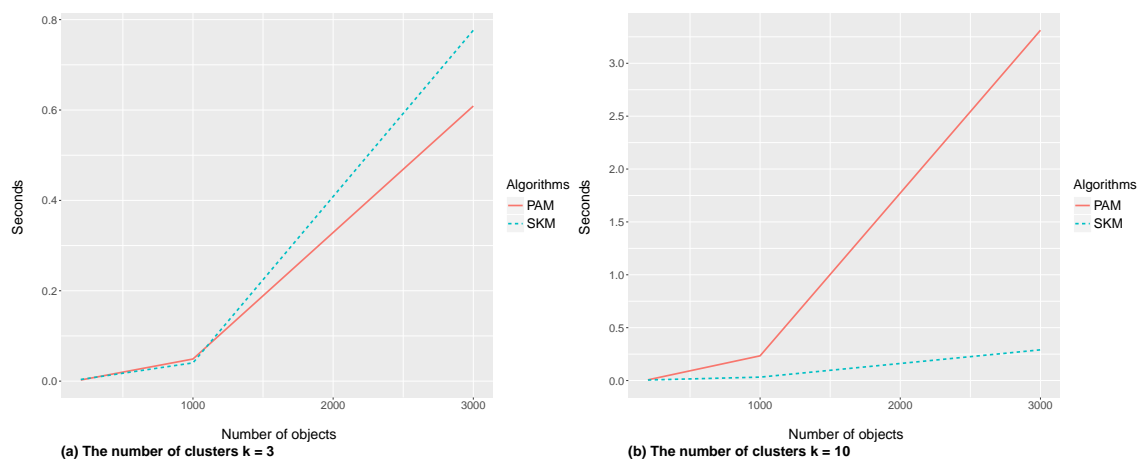 0.8
0.6
0.4
0.2
0.0
Seconds
1000
2000
3000
Number of objects
(a) The number of clusters k = 3
Algorithms
PAM
SKM
3.0
2.5
2.0
1.5
1.0
0.5
0.0
Seconds
1000
2000
3000
Number of objects
(b) The number of clusters k = 10
Algorithms
PAM
SKM